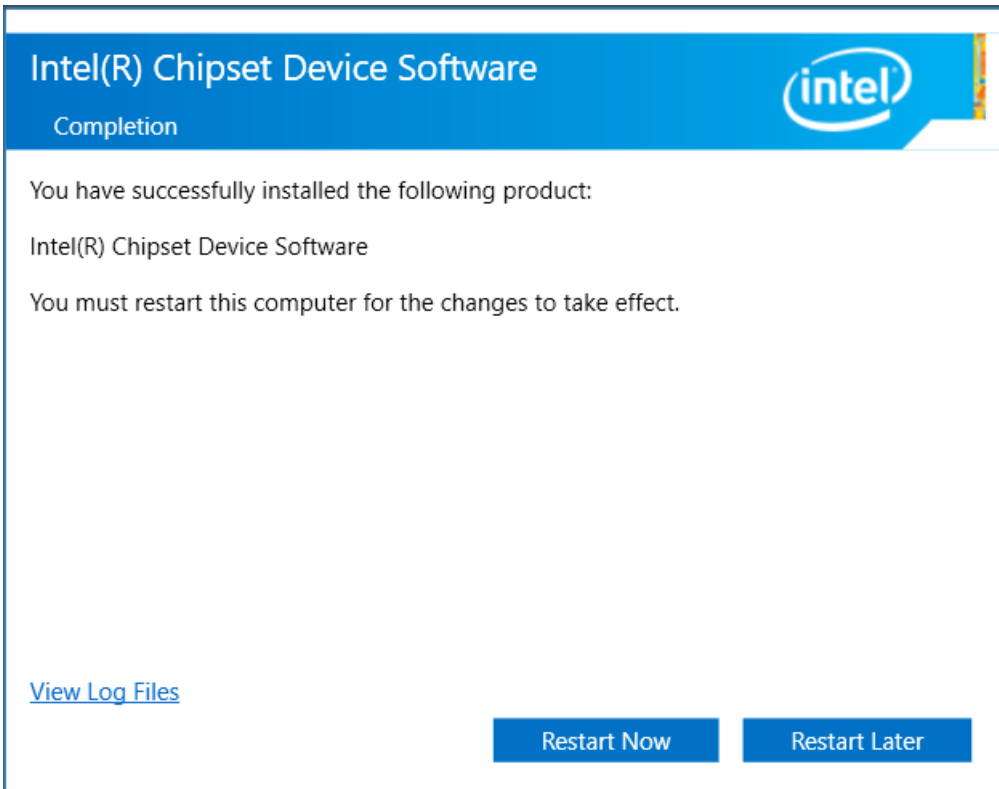 Intel(R) Chipset Device Software
intel
Completion
You have successfully installed the following product:
Intel(R) Chipset Device Software
You must restart this computer for the changes to take effect.
View Log Files
Restart Now
Restart Later